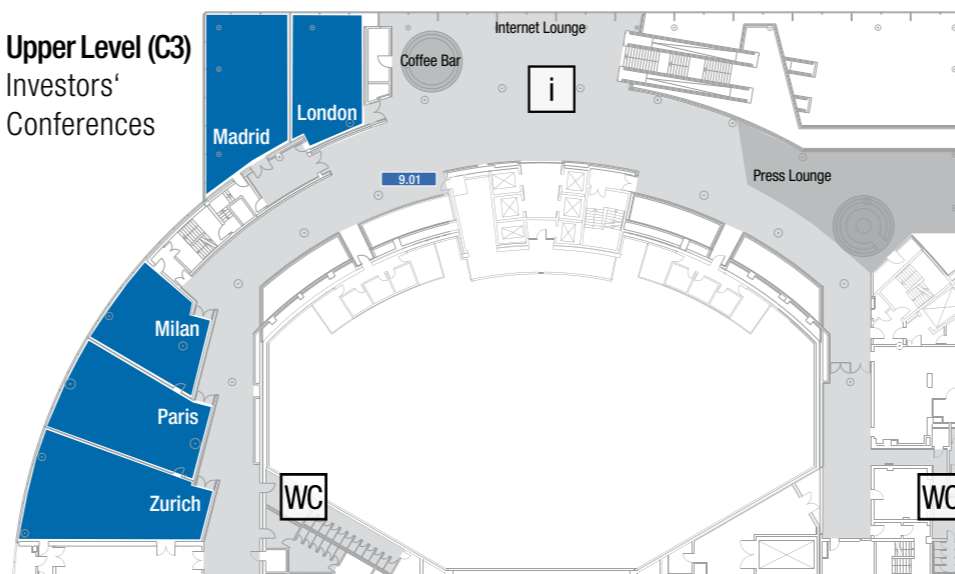 Upper Level (C3)
Investors‘
Conferences
Internet Lounge
Coffee Bar
i
London
Madrid
9.01
Press Lounge
Milan
Paris
Zurich
WC
WC